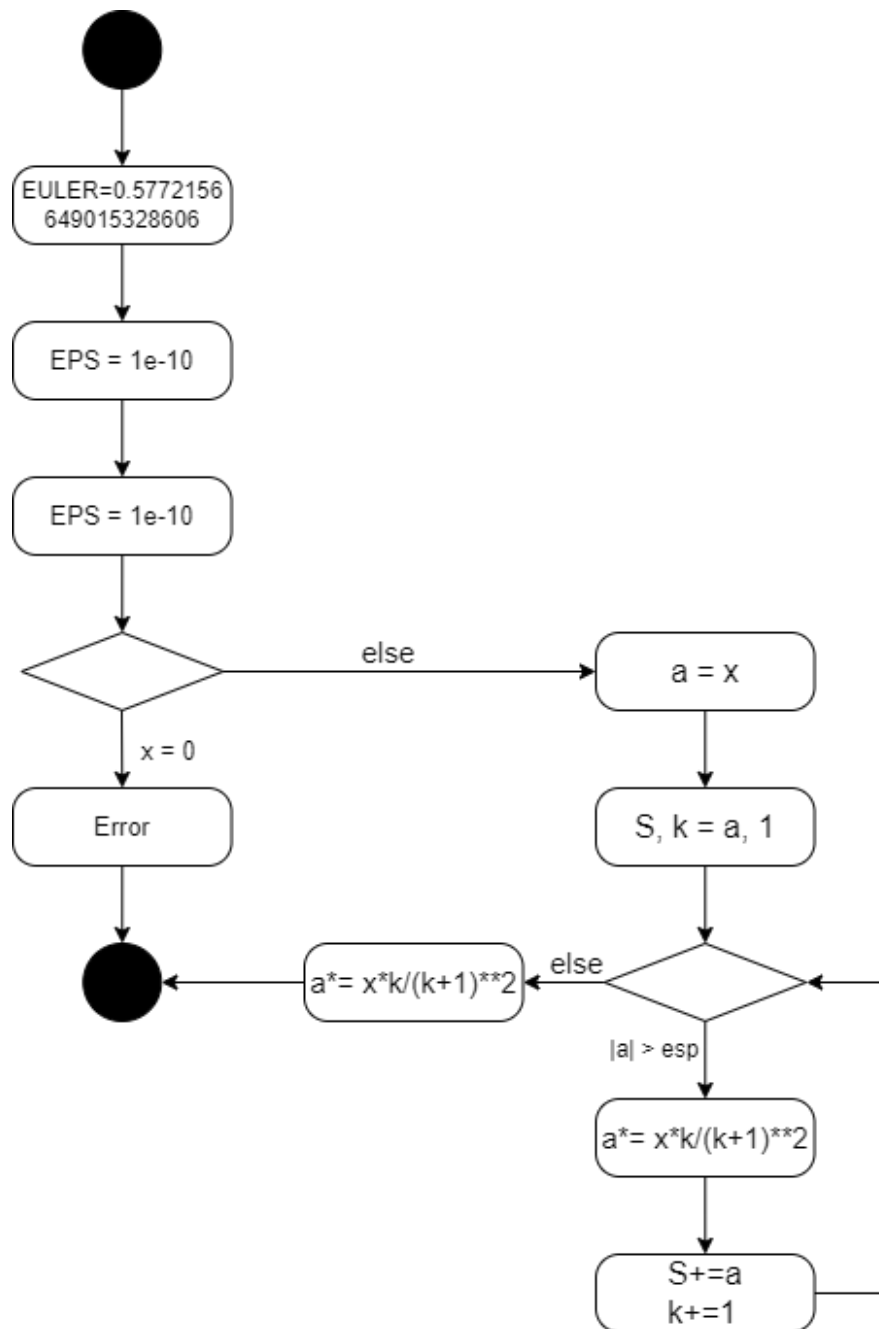 EULER=0.5772156
649015328606
EPS = 1e-10
EPS = 1e-10
else
a = x
x = 0
Error
S, k = a, 1
else
a*= x*k/(k+1)**2
|a| > esp
a*= x*k/(k+1)**2
S+=a
k+=1